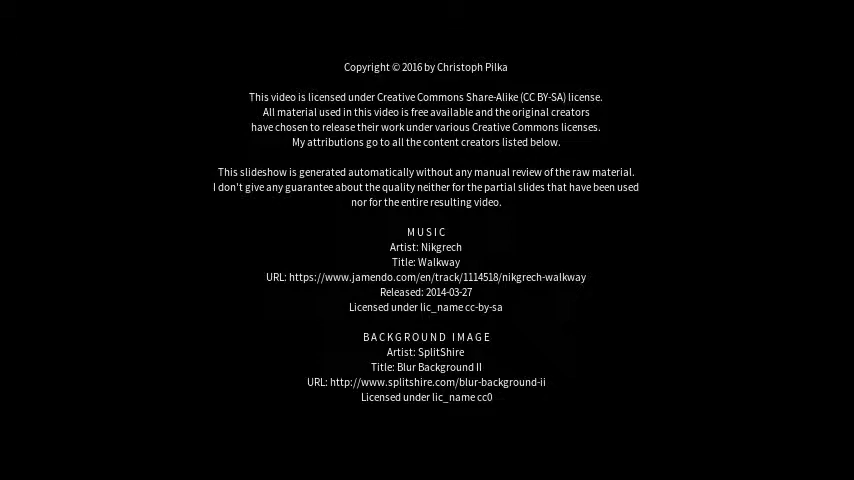 Copyright © 2016 by Christoph Pilka
This video is licensed under Creative Commons Share-Alike (CC BY-SA) license.
All material used in this video is free available and the original creators
have chosen to release their work under various Creative Commons licenses.
My attributions go to all the content creators listed below.
This slideshow is generated automatically without any manual review of the raw material.
I don't give any guarantee about the quality neither for the partial slides that have been used
nor for the entire resulting video.
MUSIC
Artist: Nikgrech
Title: Walkway
URL: https://www.jamendo.com/en/track/1114518/nikgrech-walkway
Released: 2014-03-27
Licensed under lic_name cc-by-sa
BACKGROUND IMAGE
Artist: SplitShire
Title: Blur Background II
URL: http://www.splitshire.com/blur-background-ii
Licensed under lic_name cc0